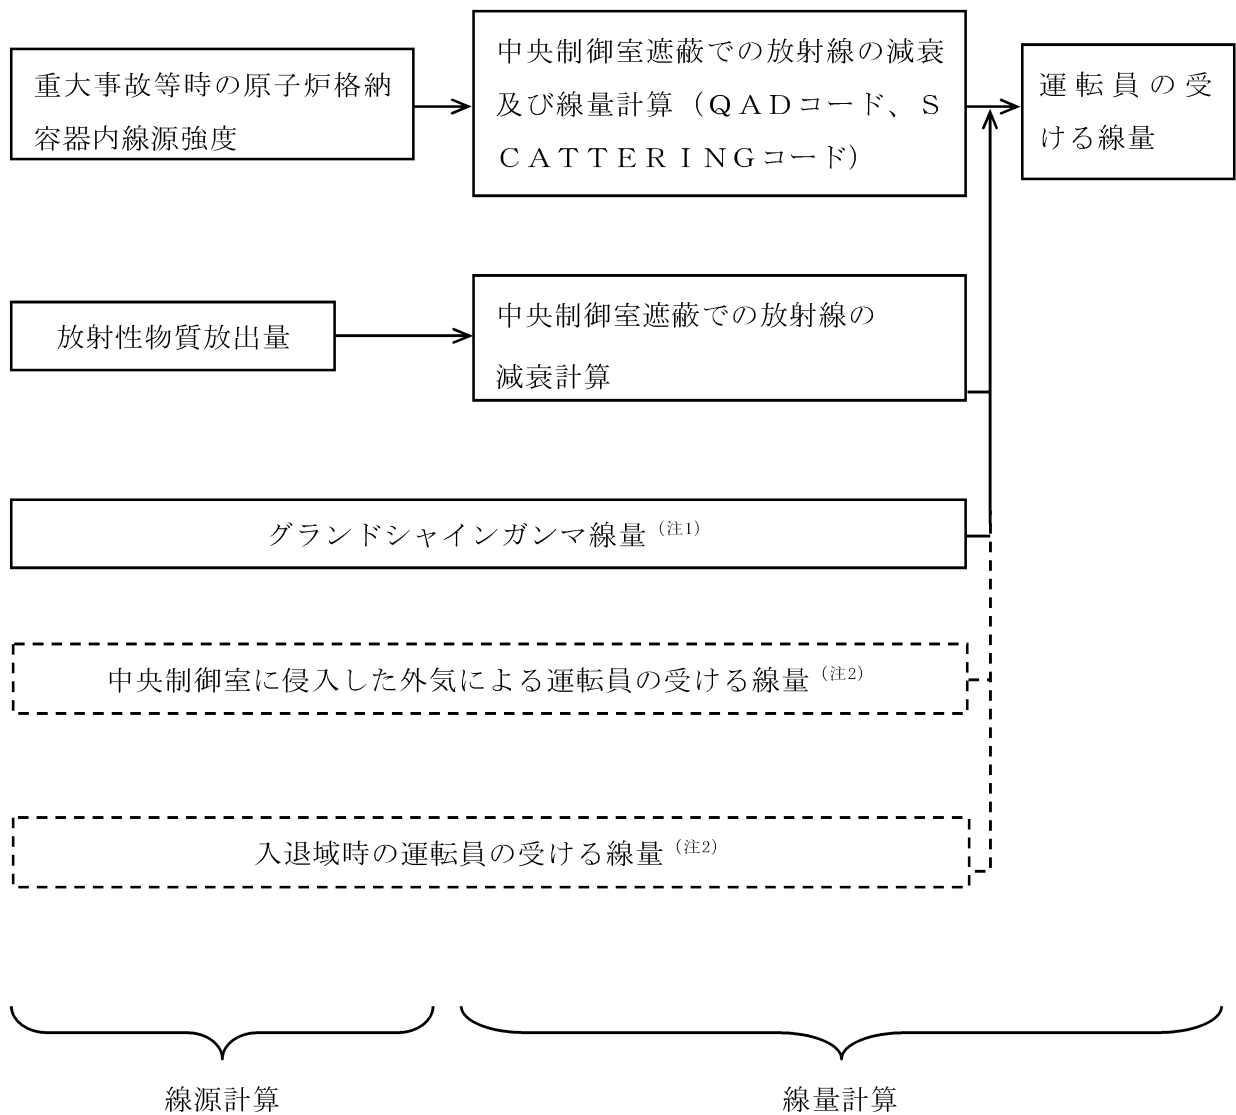 重大事故等時の原子炉格納
容器内線源強度
中央制御室遮蔽での放射線の減衰
及び線量計算（ＱＡＤコード、Ｓ
ＣＡＴＴＥＲＩＮＧコード）
運転員の受
ける線量
放射性物質放出量
中央制御室遮蔽での放射線の
減衰計算
グランドシャインガンマ線量（注1）
中央制御室に侵入した外気による運転員の受ける線量（注2）
入退域時の運転員の受ける線量（注2）
線源計算
線量計算